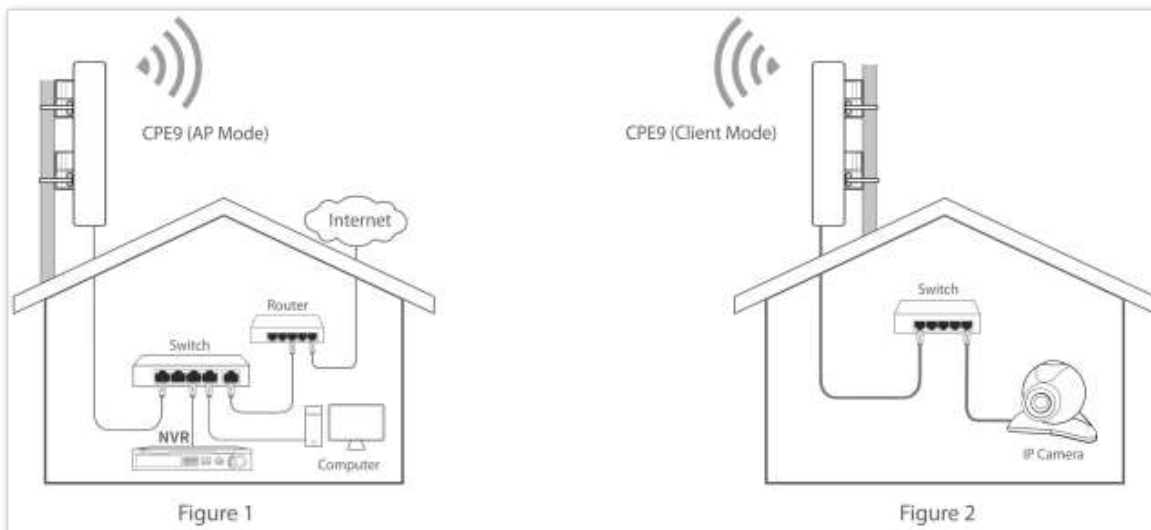 CPE9 (AP Mode)
Internet
Router
Switch
NVR
Computer
Figure 1
CPE9 (Client Mode)
Switch
IP Camera
Figure 2